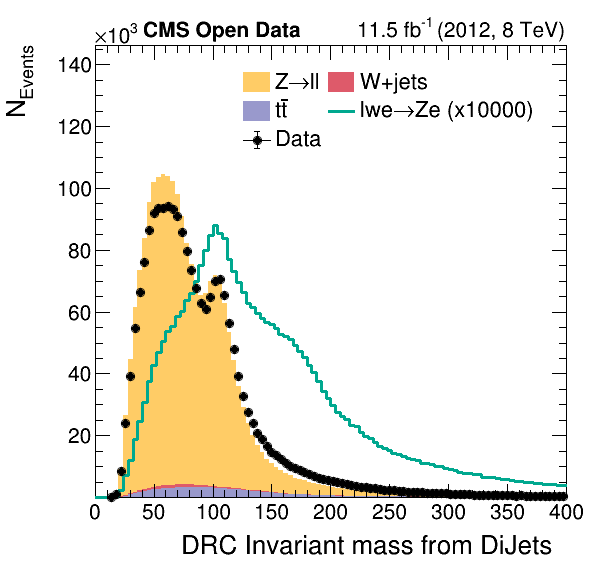 ×10³ CMS Open Data 11.5 fb⁻¹ (2012, 8 TeV)
N_Events
140
120
100
80
60
40
20
Z→ll W+jets
tt̄ lwe→Ze (x10000)
Data
0 50 100 150 200 250 300 350 400
DRC Invariant mass from DiJets